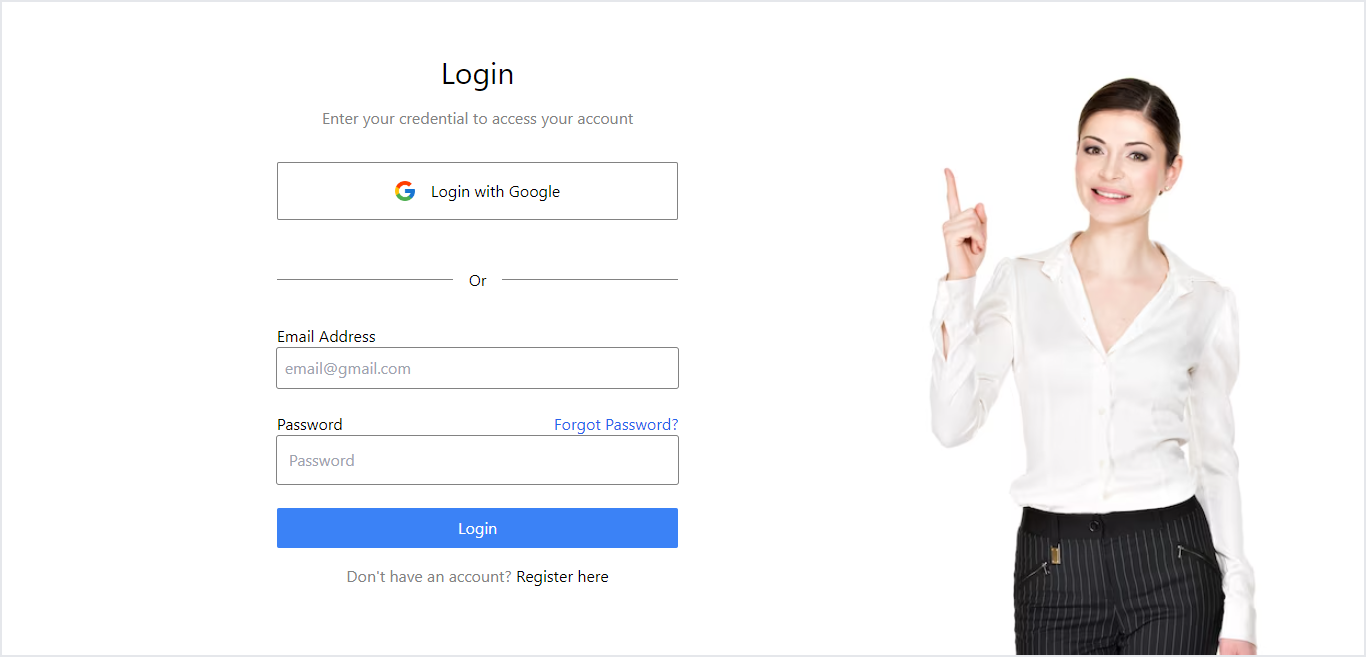 Login
Enter your credential to access your account
Login with Google
Or
Email Address
email@gmail.com
Password Forgot Password?
Password
Login
Don't have an account? Register here